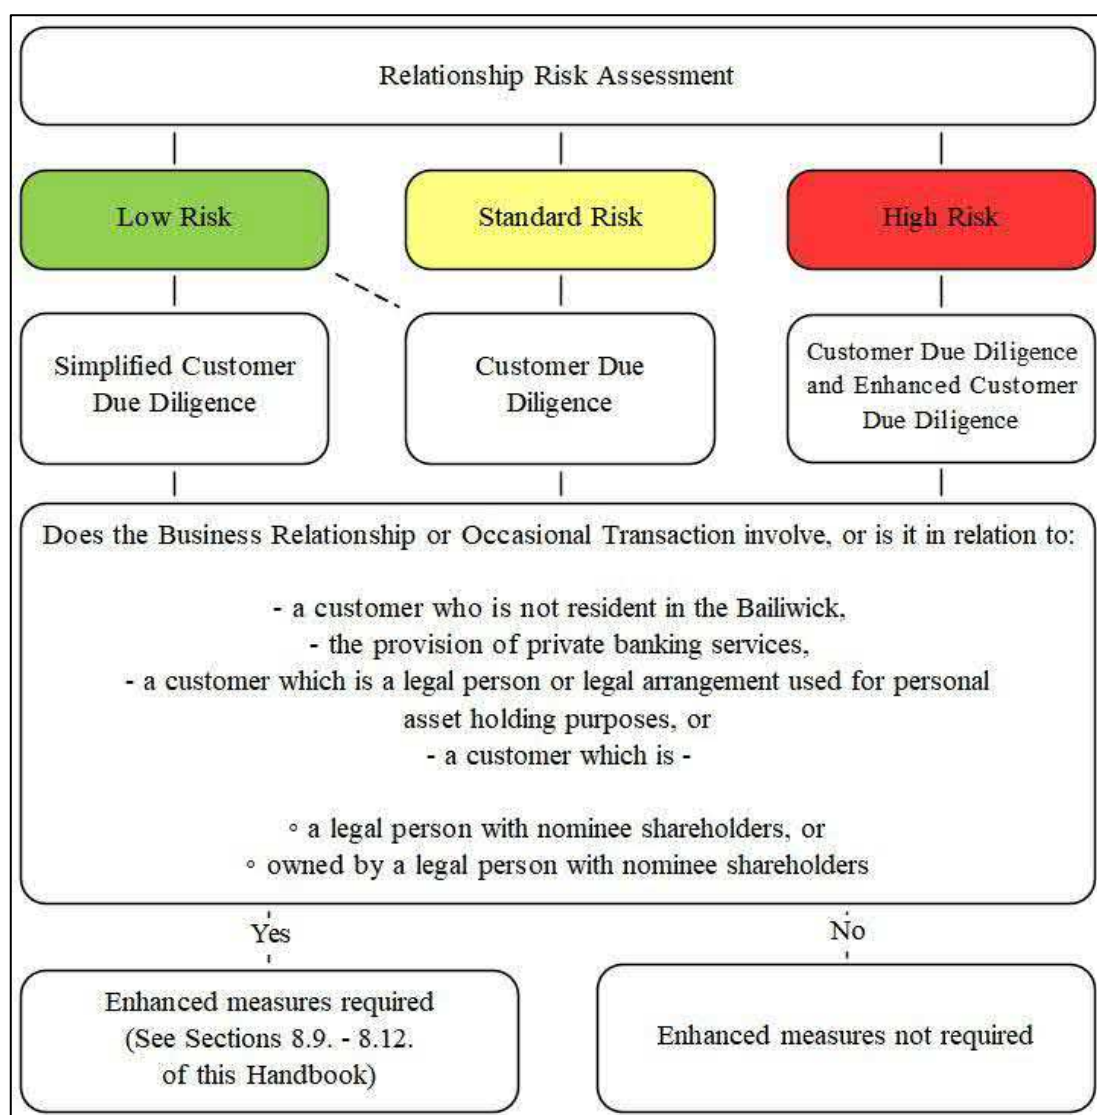 Relationship Risk Assessment
Low Risk
Standard Risk
High Risk
Simplified Customer
Due Diligence
Customer Due
Diligence
Customer Due Diligence
and Enhanced Customer
Due Diligence
Does the Business Relationship or Occasional Transaction involve, or is it in relation to:
- a customer who is not resident in the Bailiwick,
- the provision of private banking services,
- a customer which is a legal person or legal arrangement used for personal
asset holding purposes, or
- a customer which is -
◦ a legal person with nominee shareholders, or
◦ owned by a legal person with nominee shareholders
Yes
No
Enhanced measures required
(See Sections 8.9. - 8.12.
of this Handbook)
Enhanced measures not required